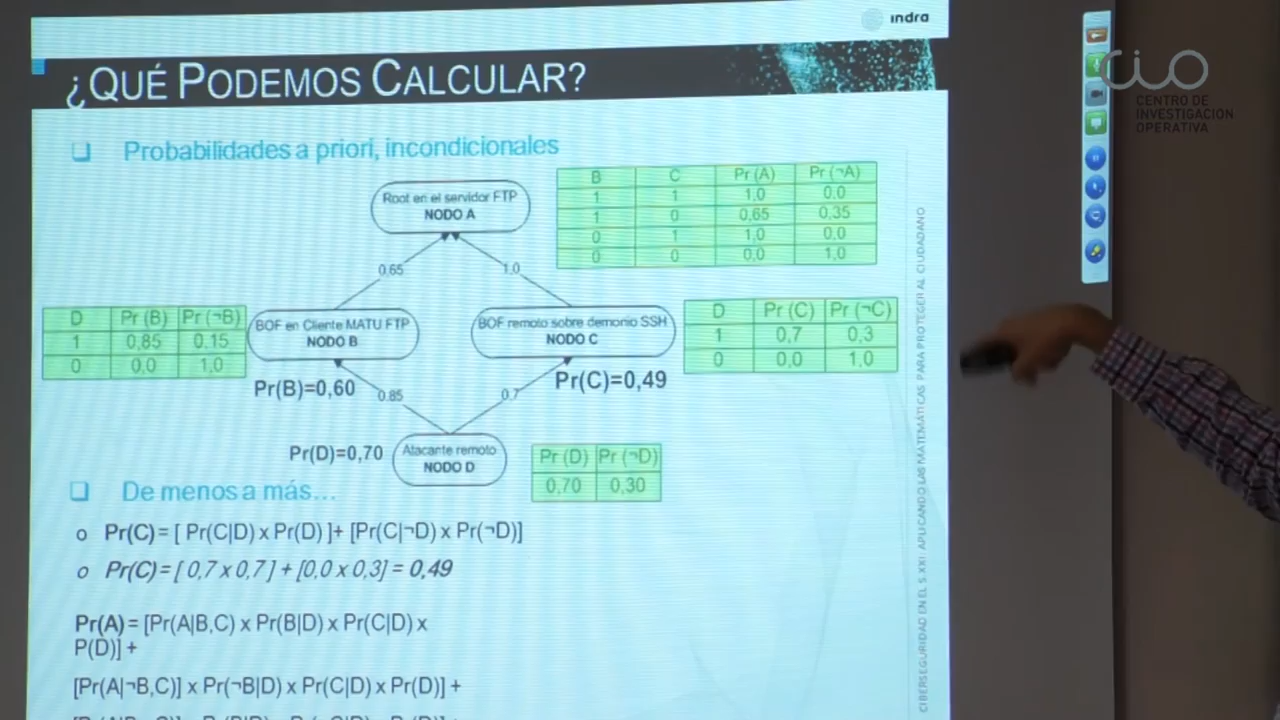 indra
¿QUÉ PODEMOS CALCULAR?
CIO
CENTRO DE
INVESTIGACION
OPERATIVA
❑ Probabilidades a priori, incondicionales
Root en el servidor FTP
NODO A
B C Pr (A) Pr (¬A)
1 1 1,0 0.0
1 0 0,65 0,35
0 1 1,0 0.0
0 0 0,0 1,0
0.65
1.0
D Pr (B) Pr (¬B)
1 0,85 0,15
0 0,0 1,0
BOF en Cliente MATU FTP
NODO B
BOF remoto sobre demonio SSH
NODO C
D Pr (C) Pr (¬C)
1 0,7 0,3
0 0,0 1,0
Pr(B)=0,60
0.85
0.7
Pr(C)=0,49
Pr(D)=0,70
Atacante remoto
NODO D
Pr (D) Pr (¬D)
0,70 0,30
❑ De menos a más...
o Pr(C) = [ Pr(C|D) x Pr(D) ]+ [Pr(C|¬D) x Pr(¬D)]
o Pr(C) = [ 0,7 x 0,7 ] + [0,0 x 0,3] = 0,49
Pr(A) = [Pr(A|B,C) x Pr(B|D) x Pr(C|D) x
P(D)] +
[Pr(A|¬B,C)] x Pr(¬B|D) x Pr(C|D) x Pr(D)] +
CIBERSEGURIDAD EN EL S.XXI: APLICANDO LAS MATEMÁTICAS PARA PROTEGER AL CIUDADANO